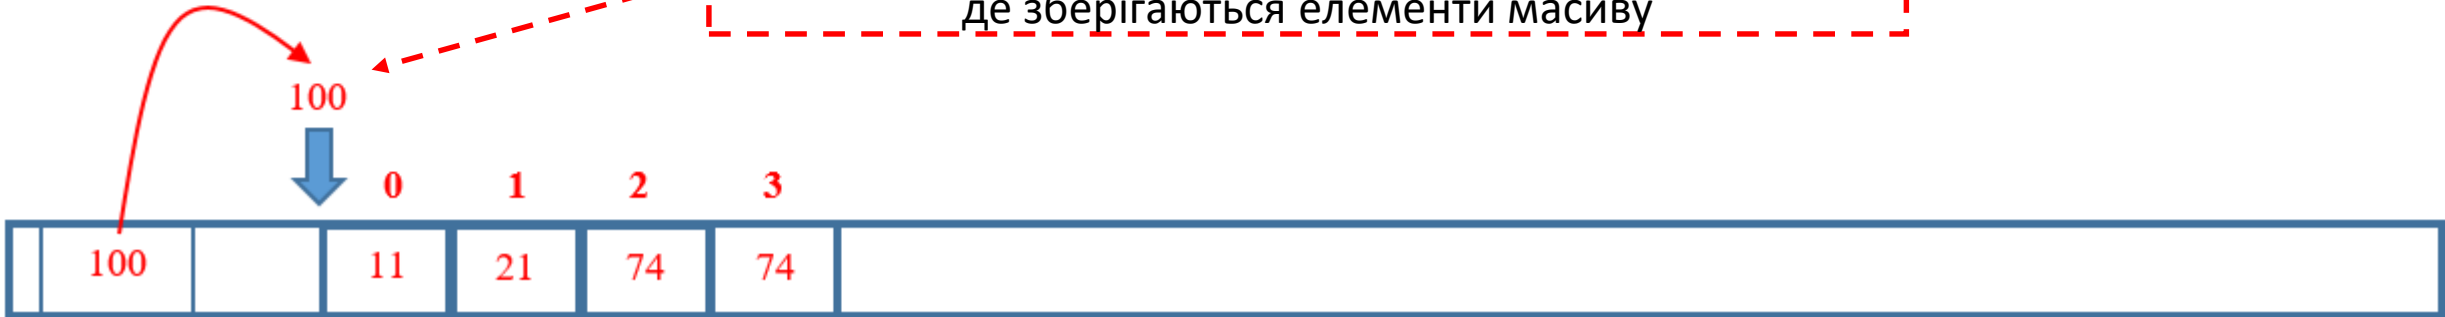 де зберігаються елементи масиву
100
0 1 2 3
100 11 21 74 74